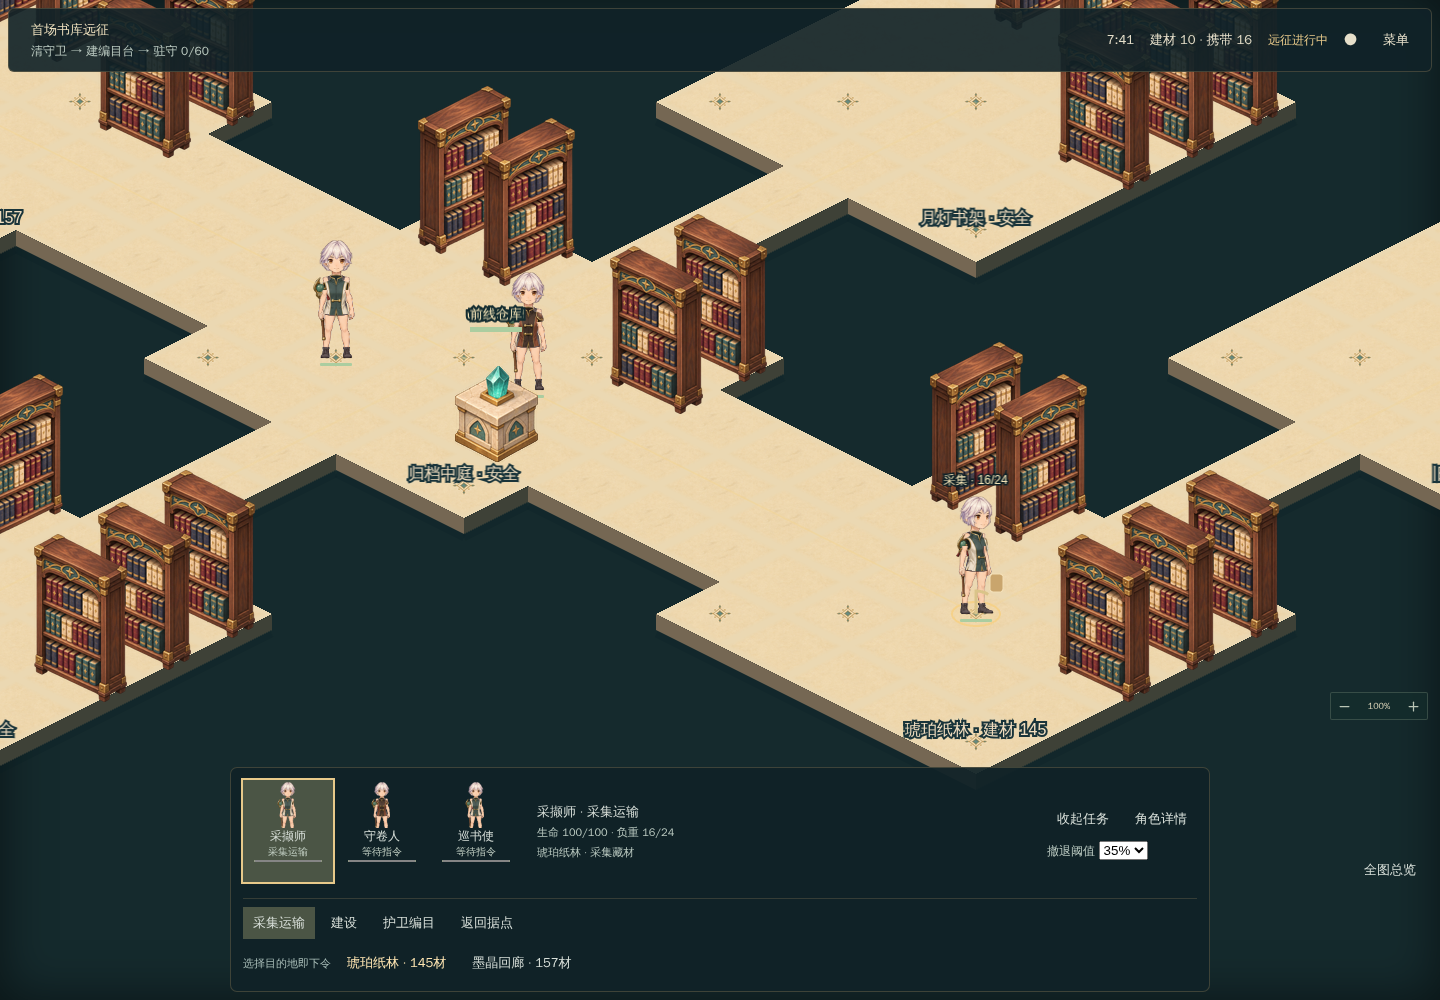 首场书库远征
清守卫 → 建编目台 → 驻守 0/60
7:41 建材 10 · 携带 16 远征进行中 菜单
157
月灯书架 · 安全
前线仓库
归档中庭 · 安全
采集 · 16/24
全
琥珀纸林 · 建材 145
− 100% +
采撷师
采集运输
守卷人
等待指令
巡书使
等待指令
采撷师 · 采集运输
生命 100/100 · 负重 16/24
琥珀纸林 · 采集藏材
收起任务 角色详情
撤退阈值 35%
全图总览
采集运输 建设 护卫编目 返回据点
选择目的地即下令 琥珀纸林 · 145材 墨晶回廊 · 157材